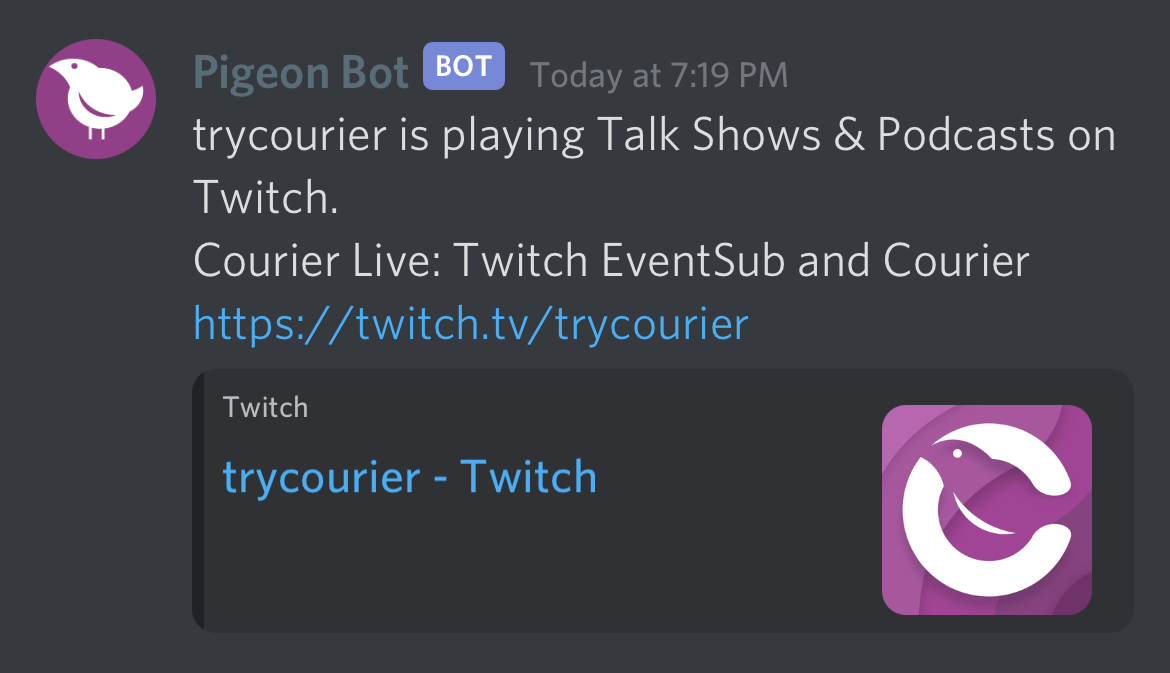 Pigeon Bot BOT Today at 7:19 PM
trycourier is playing Talk Shows & Podcasts on
Twitch.
Courier Live: Twitch EventSub and Courier
https://twitch.tv/trycourier
Twitch
trycourier - Twitch